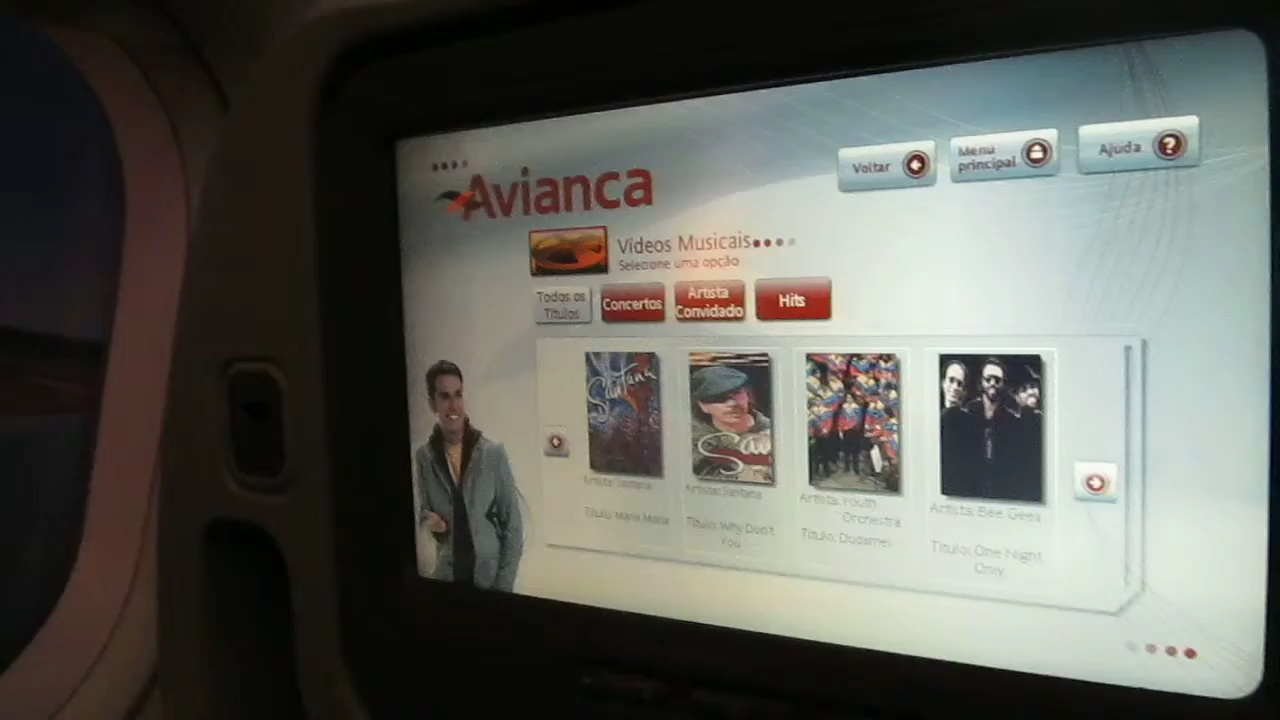 Avianca
Voltar
Menu
principal
Ajuda
Vídeos Musicais
Selecione uma opção
Todos os
Títulos
Concertos
Artista
Convidado
Hits
Santana
Artista: Santana
Título: Maria Maria
Artista: Santana
Título: Why Don't
You
Artista: Youth
Orchestra
Título: Dudamel
Artista: Bee Gees
Título: One Night
Only